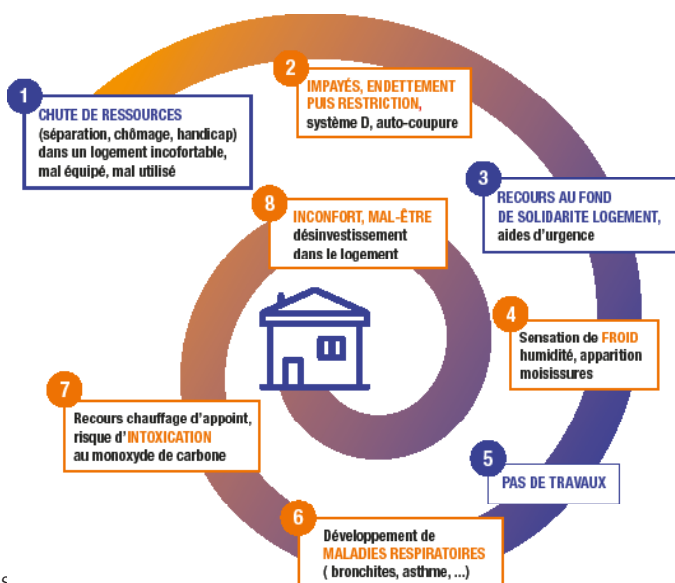 1
CHUTE DE RESSOURCES
(séparation, chômage, handicap)
dans un logement incofortable,
mal équipé, mal utilisé
2
IMPAYÉS, ENDETTEMENT
PUIS RESTRICTION,
système D, auto-coupure
3
RECOURS AU FOND
DE SOLIDARITE LOGEMENT,
aides d'urgence
4
Sensation de FROID
humidité, apparition
moisissures
5
PAS DE TRAVAUX
6
Développement de
MALADIES RESPIRATOIRES
( bronchites, asthme, ...)
7
Recours chauffage d'appoint,
risque d'INTOXICATION
au monoxyde de carbone
8
INCONFORT, MAL-ÊTRE
désinvestissement
dans le logement